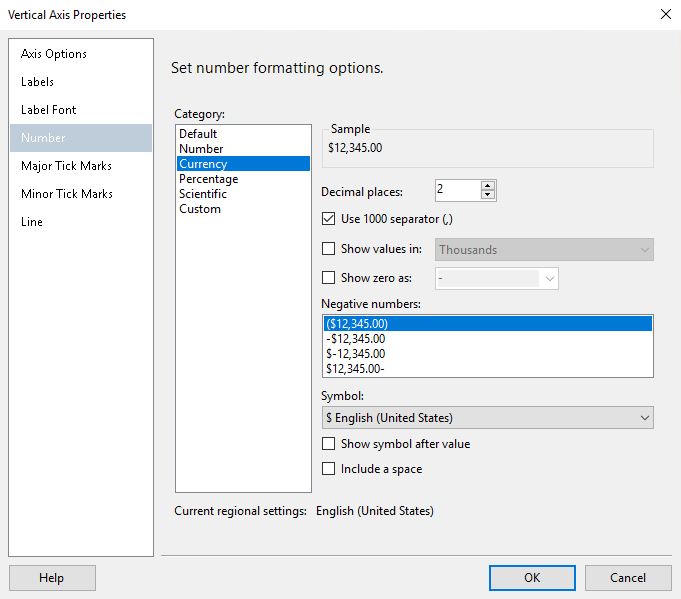 Vertical Axis Properties
Axis Options
Labels
Label Font
Number
Major Tick Marks
Minor Tick Marks
Line
Set number formatting options.
Category:
Default
Number
Currency
Percentage
Scientific
Custom
Sample
$12,345.00
Decimal places:
2
Use 1000 separator (,)
Show values in:
Thousands
Show zero as:
-
Negative numbers:
($12,345.00)
-$12,345.00
$-12,345.00
$12,345.00-
Symbol:
$ English (United States)
Show symbol after value
Include a space
Current regional settings: English (United States)
Help
OK
Cancel